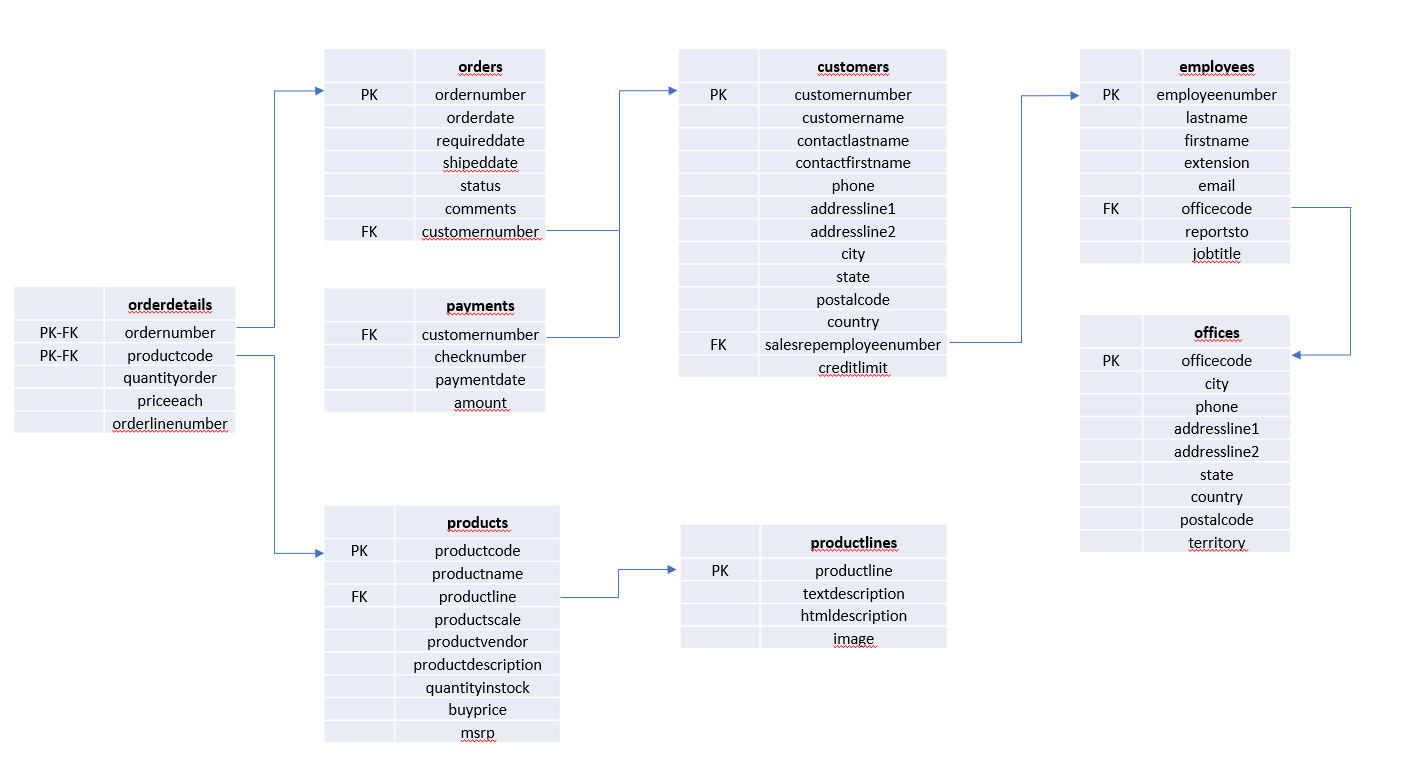 orders
PK ordernumber
orderdate
requireddate
shipeddate
status
comments
FK customernumber
customers
PK customernumber
customername
contactlastname
contactfirstname
phone
addressline1
addressline2
city
state
postalcode
country
FK salesrepemployeenumber
creditlimit
employees
PK employeenumber
lastname
firstname
extension
email
FK officecode
reportsto
jobtitle
orderdetails
PK-FK ordernumber
PK-FK productcode
quantityorder
priceeach
orderlinenumber
payments
FK customernumber
checknumber
paymentdate
amount
offices
PK officecode
city
phone
addressline1
addressline2
state
country
postalcode
territory
products
PK productcode
productname
FK productline
productscale
productvendor
productdescription
quantityinstock
buyprice
msrp
productlines
PK productline
textdescription
htmldescription
image